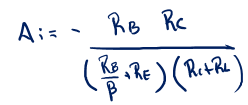 Ai = - RB RC / (RB/β + RE) (RC+RL)